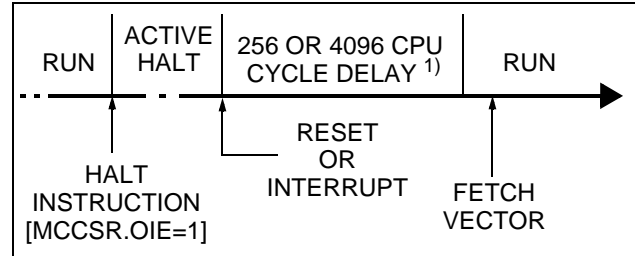 RUN
ACTIVE
HALT
256 OR 4096 CPU
CYCLE DELAY 1)
RUN
HALT
INSTRUCTION
[MCCSR.OIE=1]
RESET
OR
INTERRUPT
FETCH
VECTOR